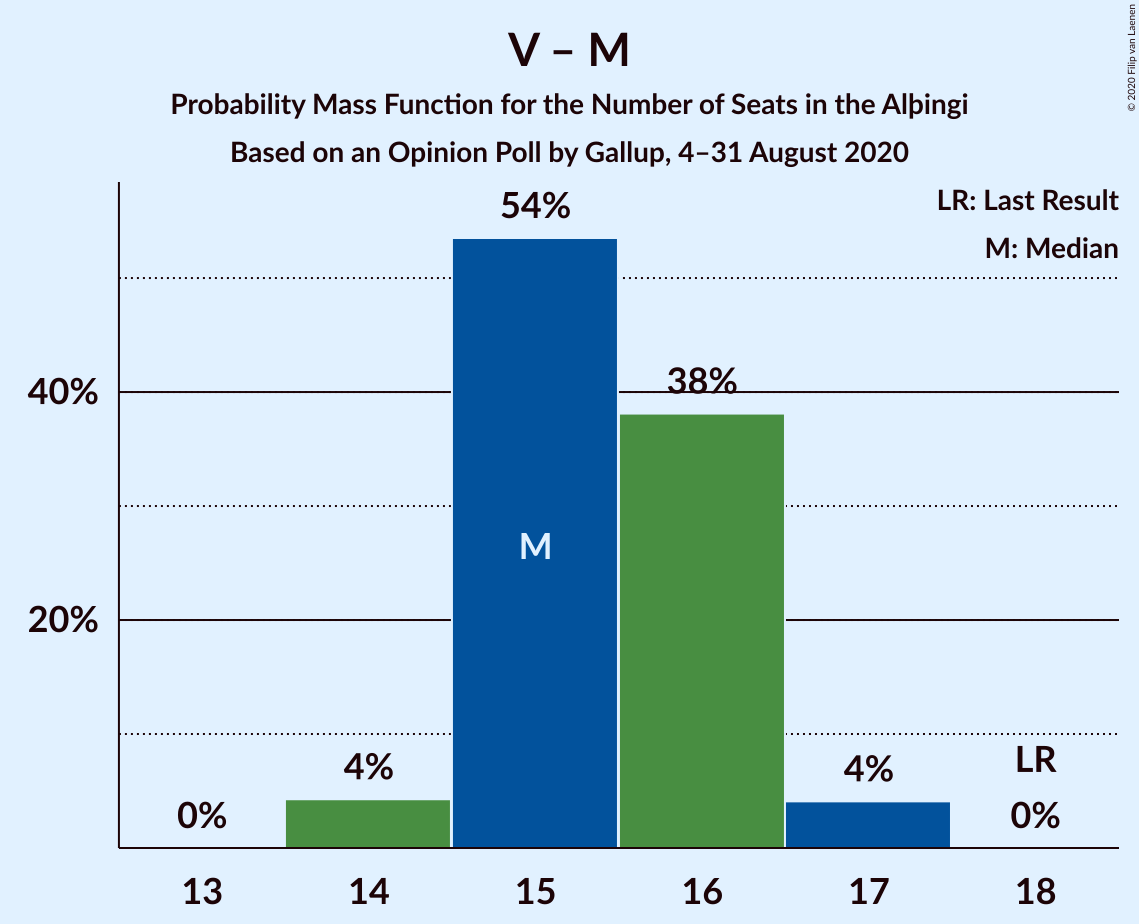 V – M
Probability Mass Function for the Number of Seats in the Alþingi
Based on an Opinion Poll by Gallup, 4–31 August 2020
© 2020 Filip van Laenen
LR: Last Result
M: Median
54%
38%
40%
M
20%
4%
4%
LR
0%
0%
13
14
15
16
17
18